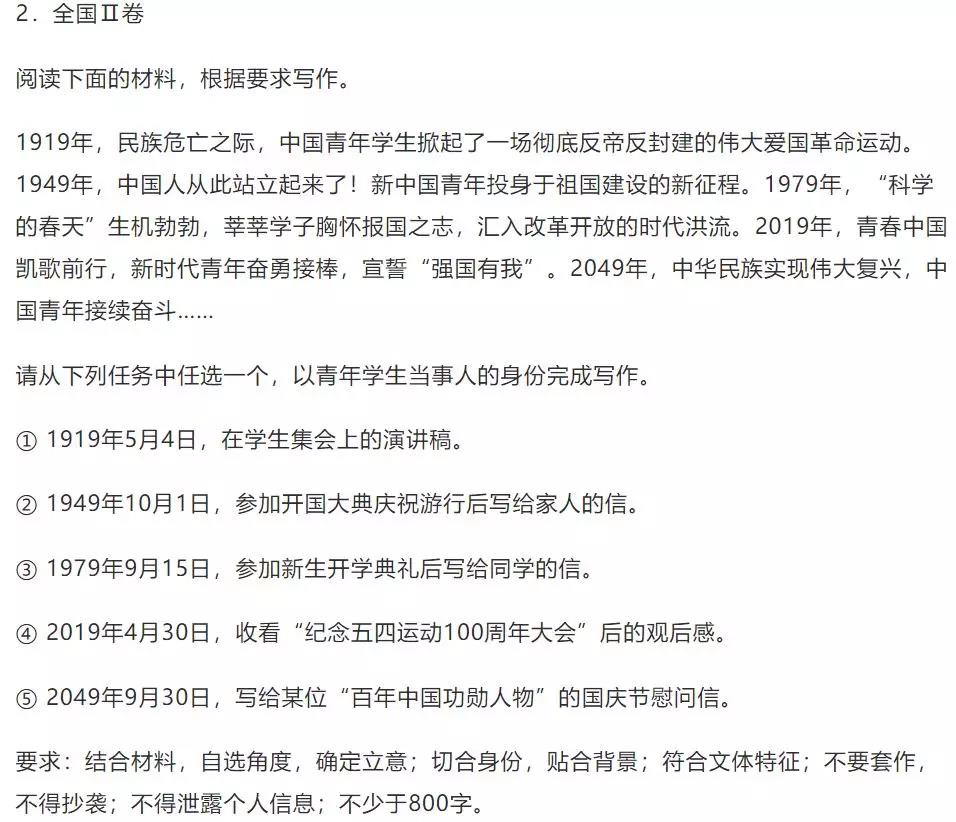 2．全国Ⅱ卷
阅读下面的材料，根据要求写作。
1919年，民族危亡之际，中国青年学生掀起了一场彻底反帝反封建的伟大爱国革命运动。
1949年，中国人从此站立起来了！新中国青年投身于祖国建设的新征程。1979年，“科学
的春天”生机勃勃，莘莘学子胸怀报国之志，汇入改革开放的时代洪流。2019年，青春中国
凯歌前行，新时代青年奋勇接棒，宣誓“强国有我”。2049年，中华民族实现伟大复兴，中
国青年接续奋斗……
请从下列任务中任选一个，以青年学生当事人的身份完成写作。
① 1919年5月4日，在学生集会上的演讲稿。
② 1949年10月1日，参加开国大典庆祝游行后写给家人的信。
③ 1979年9月15日，参加新生开学典礼后写给同学的信。
④ 2019年4月30日，收看“纪念五四运动100周年大会”后的观后感。
⑤ 2049年9月30日，写给某位“百年中国功勋人物”的国庆节慰问信。
要求：结合材料，自选角度，确定立意；切合身份，贴合背景；符合文体特征；不要套作，
不得抄袭；不得泄露个人信息；不少于800字。